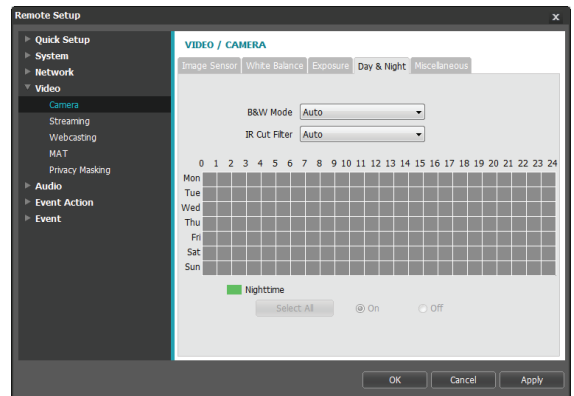 Remote Setup x
Quick Setup
System
Network
Video
Camera
Streaming
Webcasting
MAT
Privacy Masking
Audio
Event Action
Event
VIDEO / CAMERA
Image Sensor White Balance Exposure Day & Night Miscellaneous
B&W Mode Auto
IR Cut Filter Auto
0 1 2 3 4 5 6 7 8 9 10 11 12 13 14 15 16 17 18 19 20 21 22 23 24
Mon
Tue
Wed
Thu
Fri
Sat
Sun
Nighttime
Select All On Off
OK Cancel Apply